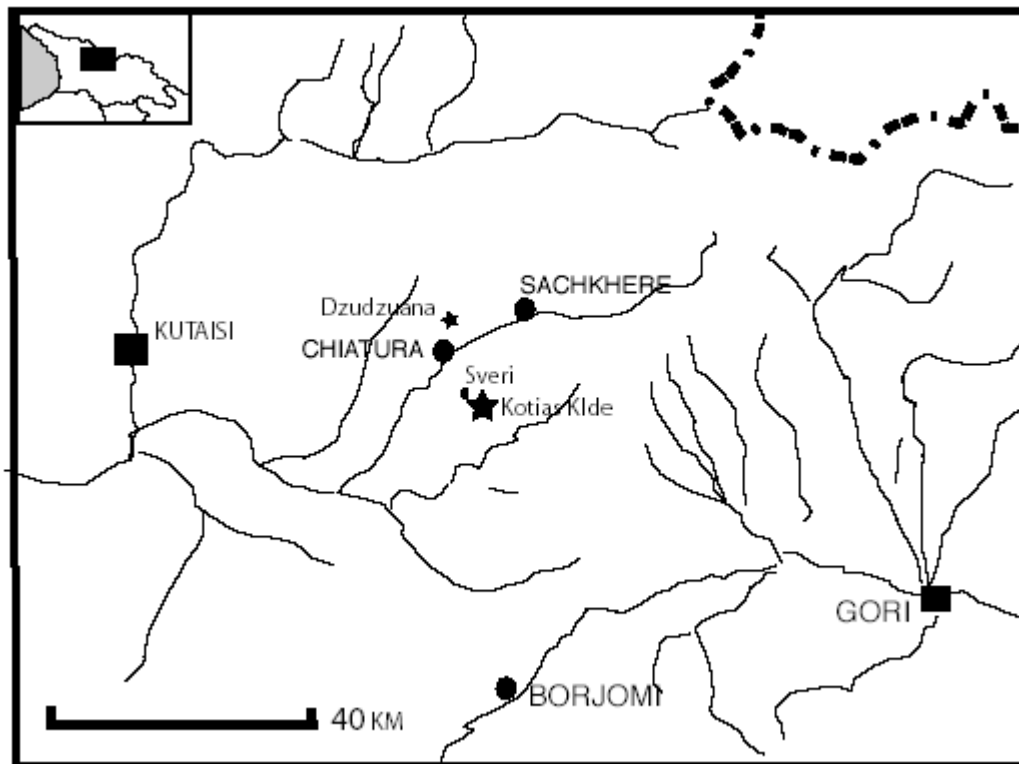 SACHKHERE
Dzudzuana
KUTAISI
CHIATURA
Sveri
Kotias Klde
GORI
BORJOMI
40 KM